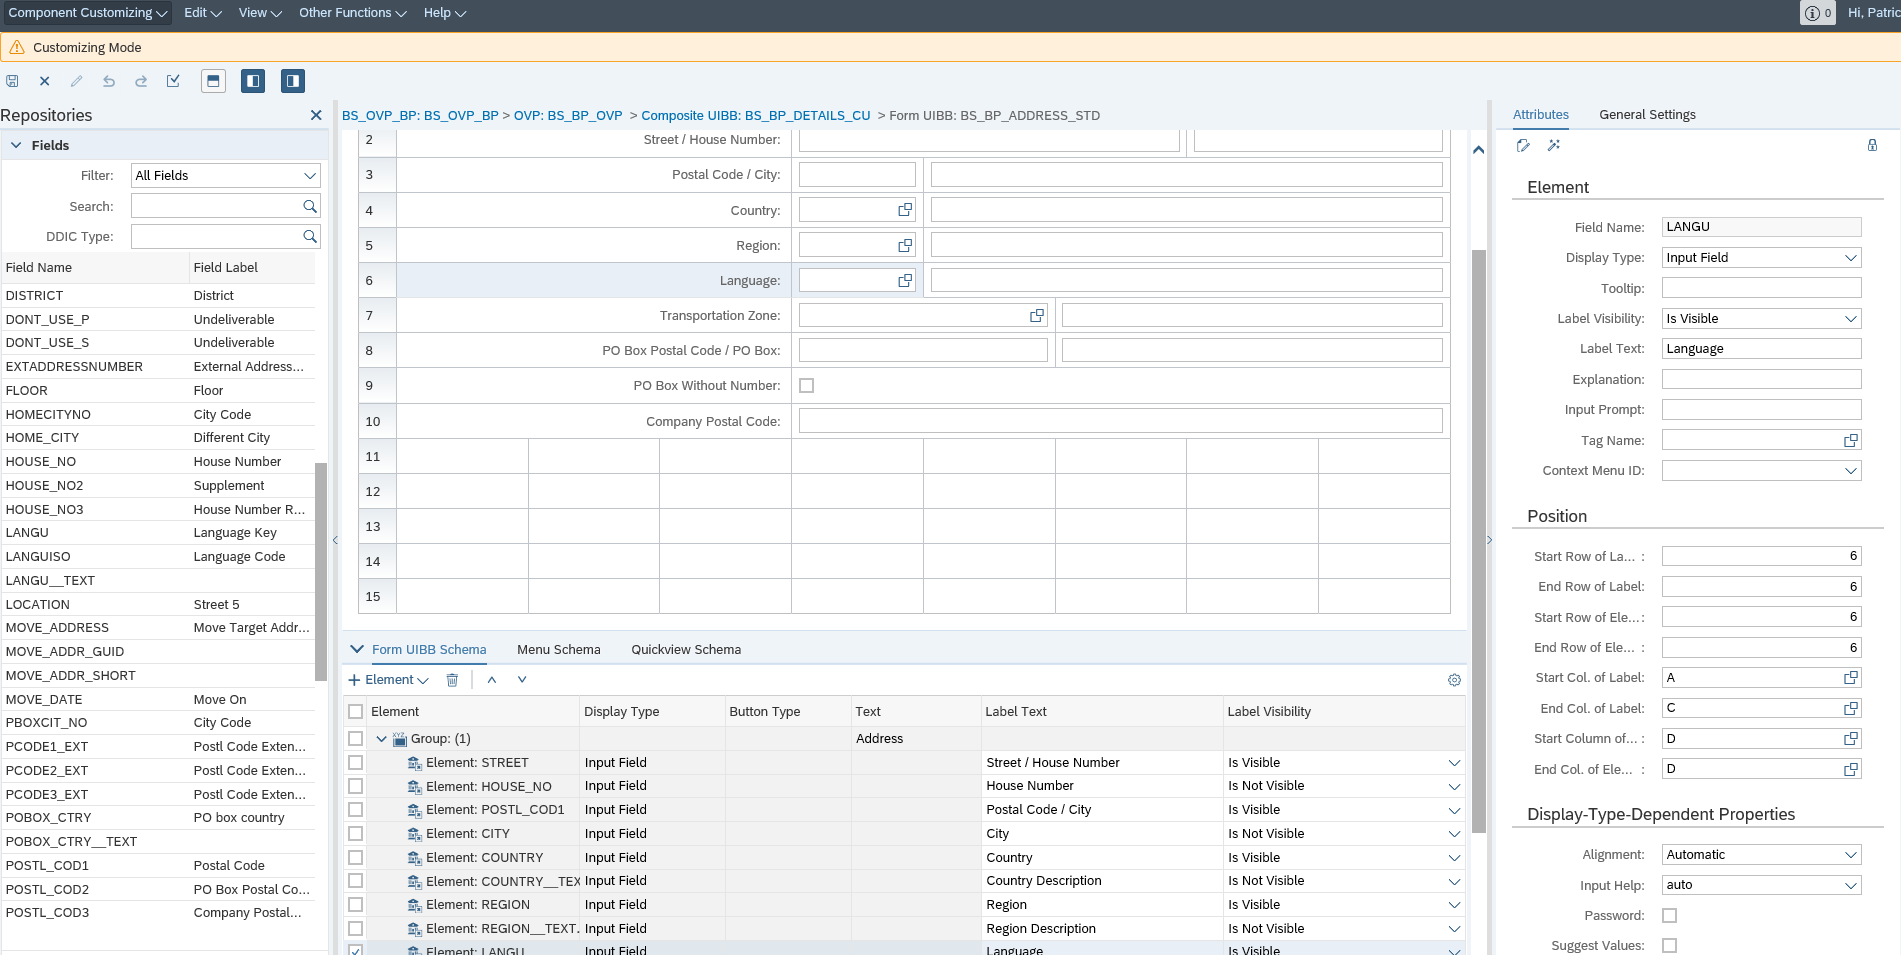 Component Customizing Edit View Other Functions Help 0 Hi, Patric
Customizing Mode
Repositories
Fields
Filter: All Fields
Search:
DDIC Type:
Field Name Field Label
DISTRICT District
DONT_USE_P Undeliverable
DONT_USE_S Undeliverable
EXTADDRESSNUMBER External Address...
FLOOR Floor
HOMECITYNO City Code
HOME_CITY Different City
HOUSE_NO House Number
HOUSE_NO2 Supplement
HOUSE_NO3 House Number R...
LANGU Language Key
LANGUISO Language Code
LANGU__TEXT
LOCATION Street 5
MOVE_ADDRESS Move Target Addr...
MOVE_ADDR_GUID
MOVE_ADDR_SHORT
MOVE_DATE Move On
PBOXCIT_NO City Code
PCODE1_EXT Postl Code Exten...
PCODE2_EXT Postl Code Exten...
PCODE3_EXT Postl Code Exten...
POBOX_CTRY PO box country
POBOX_CTRY__TEXT
POSTL_COD1 Postal Code
POSTL_COD2 PO Box Postal Co...
POSTL_COD3 Company Postal...
BS_OVP_BP: BS_OVP_BP > OVP: BS_BP_OVP > Composite UIBB: BS_BP_DETAILS_CU > Form UIBB: BS_BP_ADDRESS_STD
2 Street / House Number:
3 Postal Code / City:
4 Country:
5 Region:
6 Language:
7 Transportation Zone:
8 PO Box Postal Code / PO Box:
9 PO Box Without Number:
10 Company Postal Code:
11
12
13
14
15
Form UIBB Schema Menu Schema Quickview Schema
Element
Element Display Type Button Type Text Label Text Label Visibility
Group: (1) Address
Element: STREET Input Field Street / House Number Is Visible
Element: HOUSE_NO Input Field House Number Is Not Visible
Element: POSTL_COD1 Input Field Postal Code / City Is Visible
Element: CITY Input Field City Is Not Visible
Element: COUNTRY Input Field Country Is Visible
Element: COUNTRY__TEX Input Field Country Description Is Not Visible
Element: REGION Input Field Region Is Visible
Element: REGION__TEXT. Input Field Region Description Is Not Visible
Element: LANGU Input Field Language Is Visible
Attributes General Settings
Element
Field Name: LANGU
Display Type: Input Field
Tooltip:
Label Visibility: Is Visible
Label Text: Language
Explanation:
Input Prompt:
Tag Name:
Context Menu ID:
Position
Start Row of La... : 6
End Row of Label: 6
Start Row of Ele... : 6
End Row of Ele... : 6
Start Col. of Label: A
End Col. of Label: C
Start Column of... : D
End Col. of Ele... : D
Display-Type-Dependent Properties
Alignment: Automatic
Input Help: auto
Password:
Suggest Values: